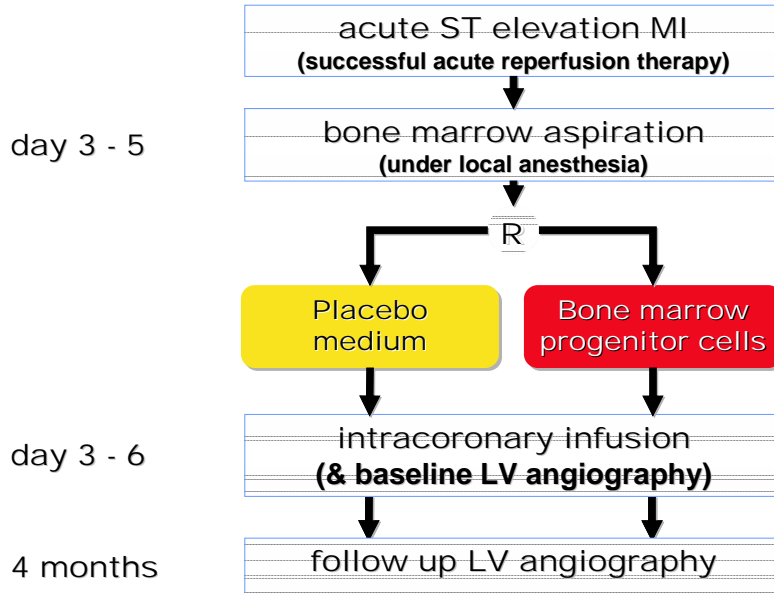 acute ST elevation MI
(successful acute reperfusion therapy)
day 3 - 5
bone marrow aspiration
(under local anesthesia)
R
Placebo
medium
Bone marrow
progenitor cells
day 3 - 6
intracoronary infusion
(& baseline LV angiography)
4 months
follow up LV angiography